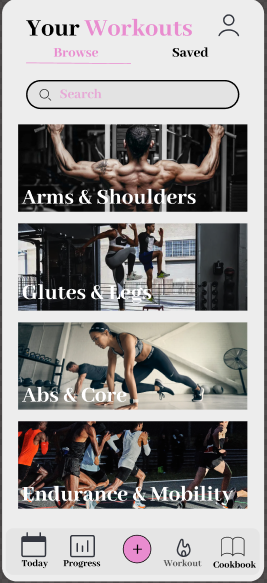 Your Workouts
Browse Saved
Search
Arms & Shoulders
Glutes & Legs
Abs & Core
Endurance & Mobility
Today Progress + Workout Cookbook